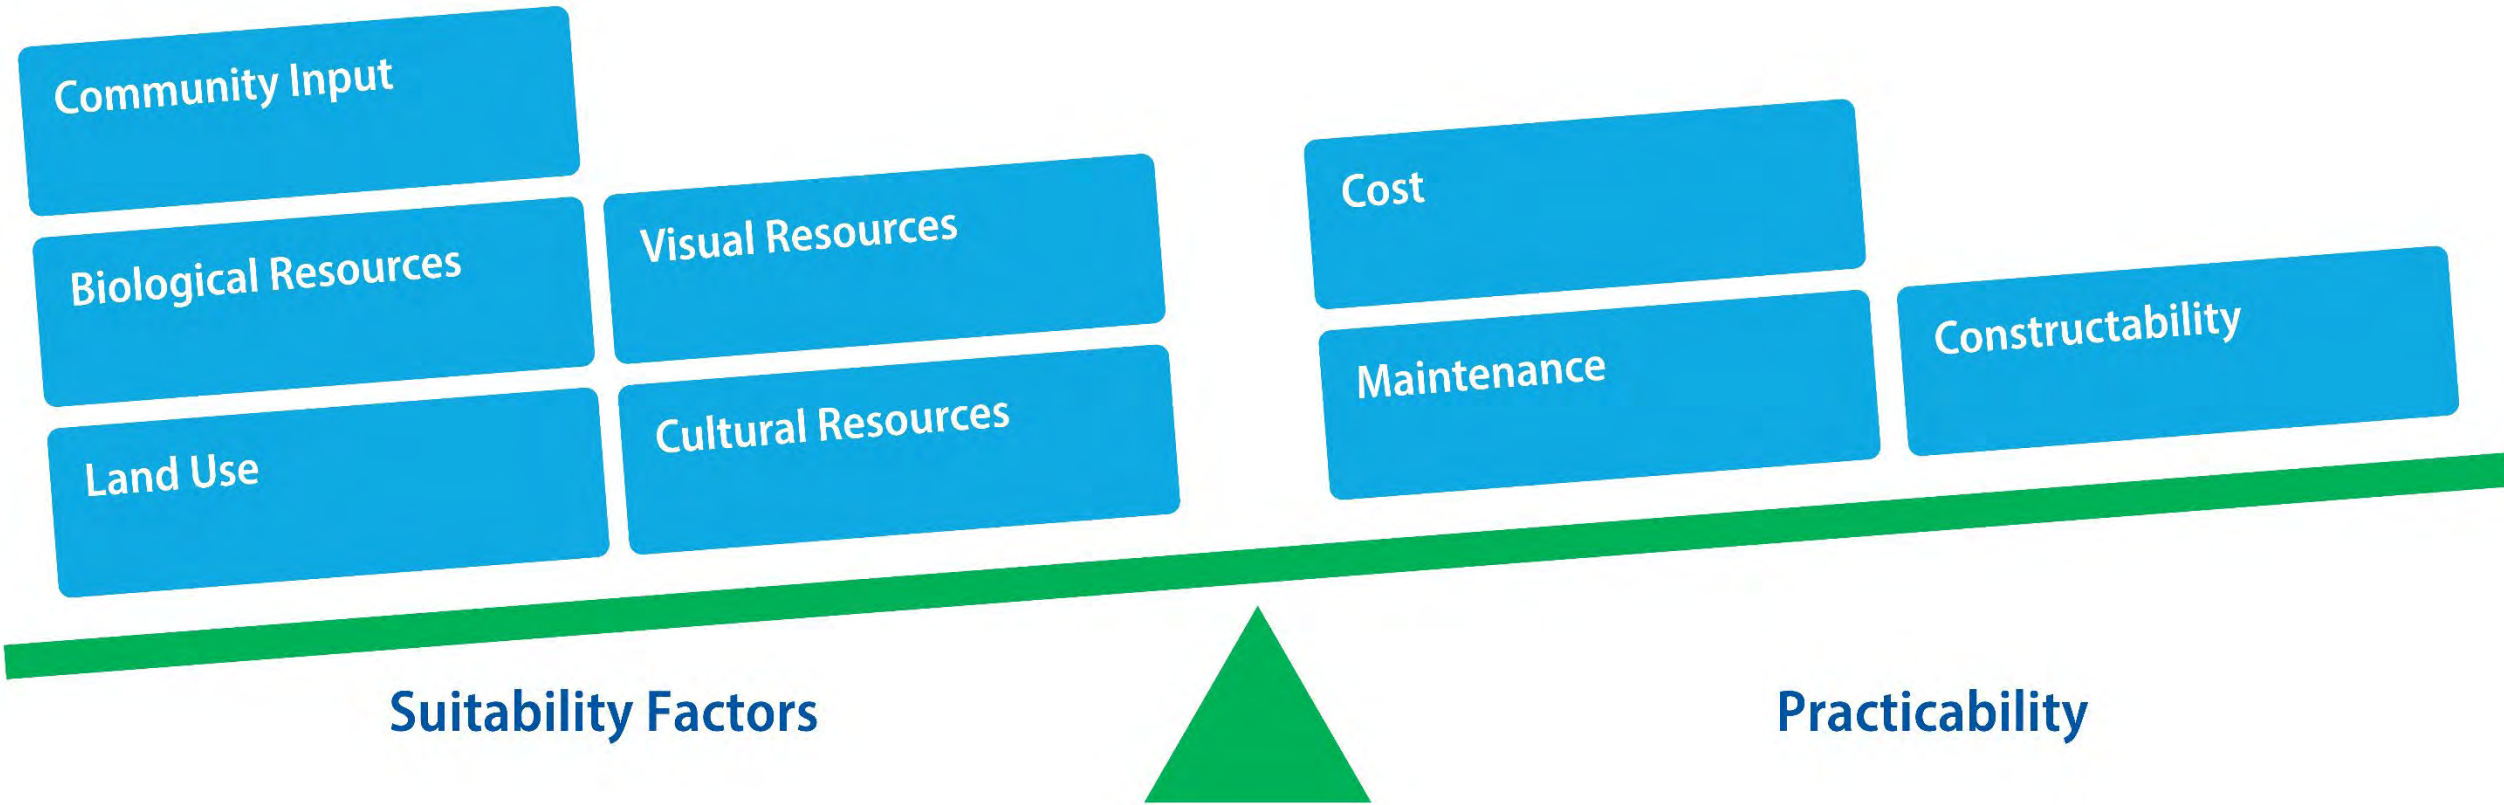 Community Input
Biological Resources
Visual Resources
Land Use
Cultural Resources
Cost
Maintenance
Constructability
Suitability Factors
Practicability